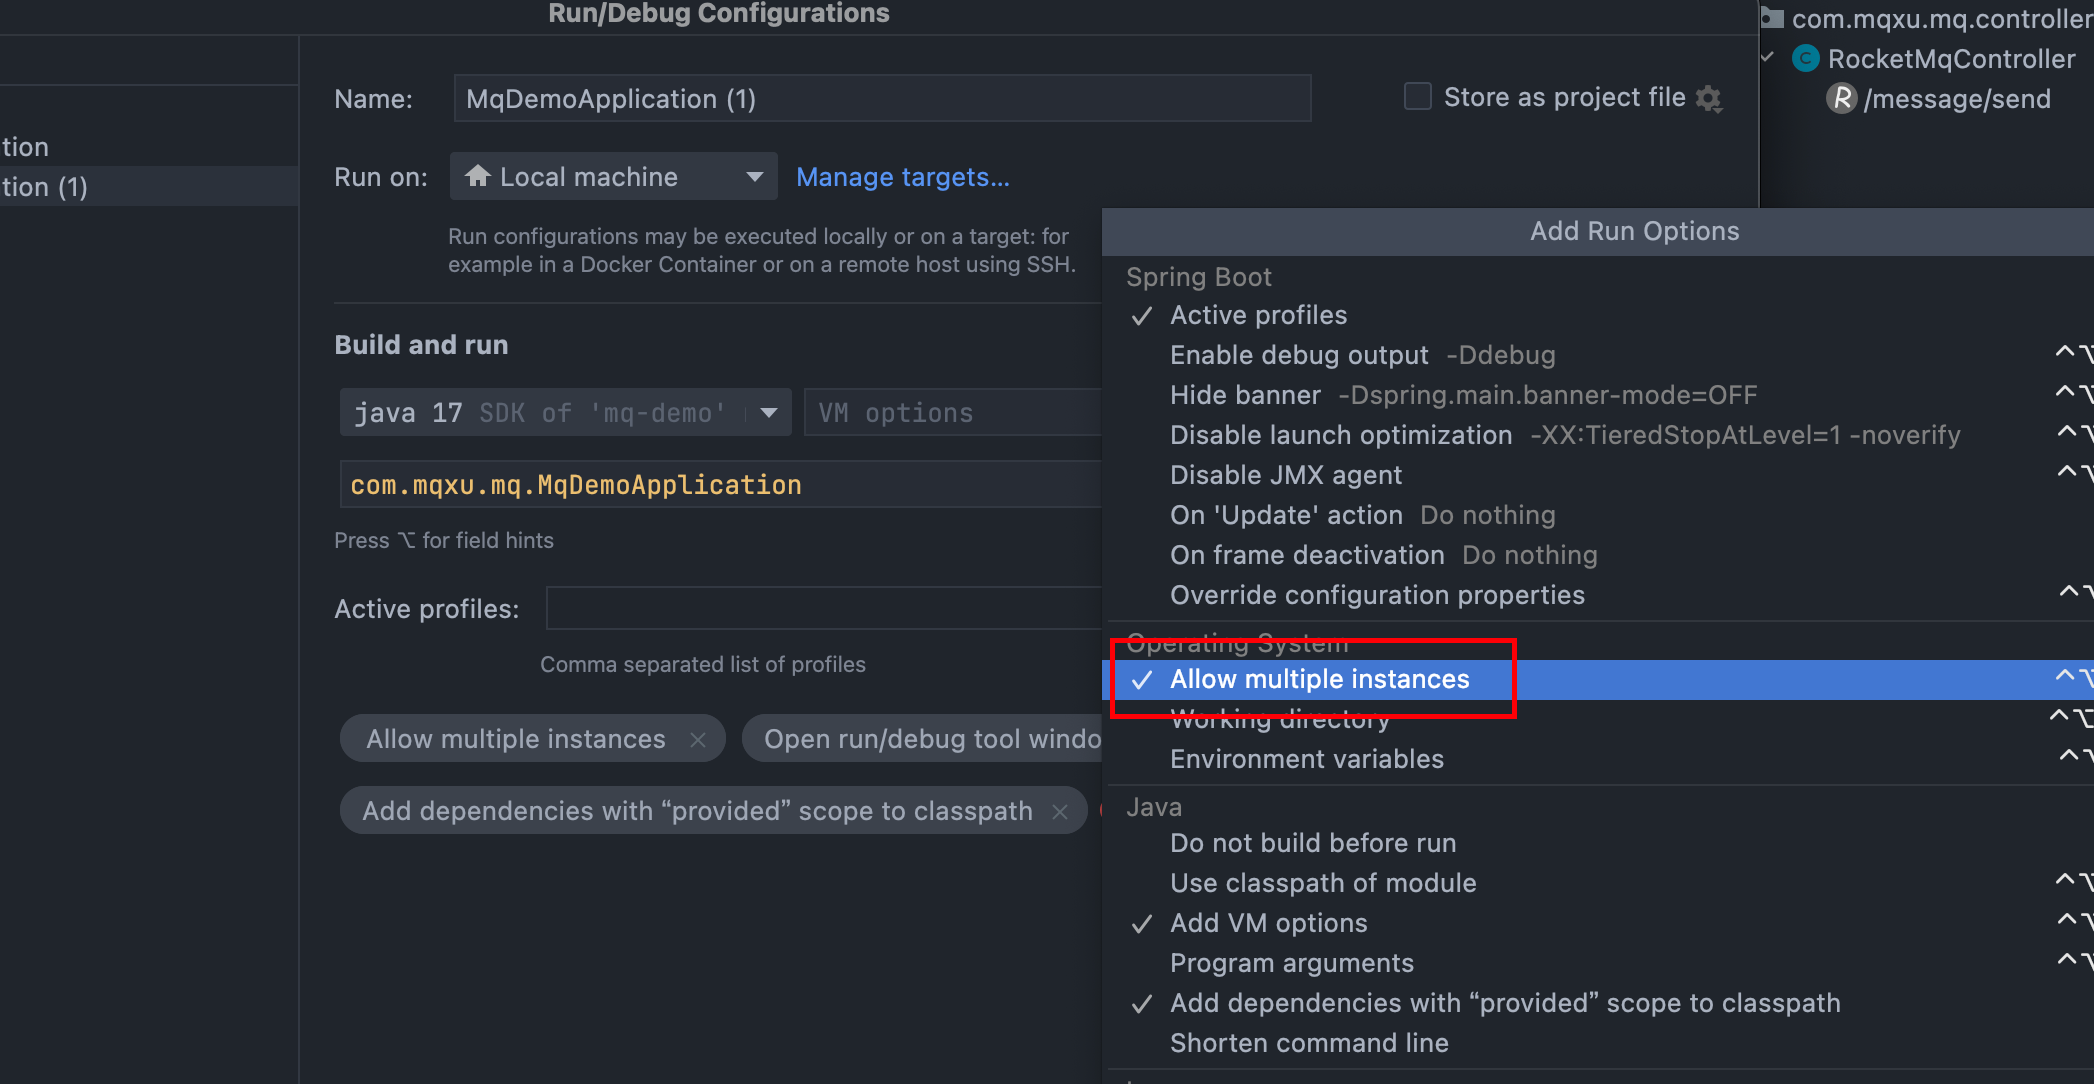 Run/Debug Configurations
tion
tion (1)
Name:
MqDemoApplication (1)
Store as project file
Run on:
Local machine
Manage targets...
Run configurations may be executed locally or on a target: for
example in a Docker Container or on a remote host using SSH.
Build and run
java 17 SDK of 'mq-demo'
VM options
com.mqxu.mq.MqDemoApplication
Press ⌥ for field hints
Active profiles:
Comma separated list of profiles
Allow multiple instances ×
Open run/debug tool windo
Add dependencies with “provided” scope to classpath ×
com.mqxu.mq.controller
C RocketMqController
R /message/send
Add Run Options
Spring Boot
✓ Active profiles
Enable debug output -Ddebug ^⌥
Hide banner -Dspring.main.banner-mode=OFF ^⌥
Disable launch optimization -XX:TieredStopAtLevel=1 -noverify ^⌥
Disable JMX agent ^⌥
On 'Update' action Do nothing
On frame deactivation Do nothing
Override configuration properties ^⌥
Operating System
✓ Allow multiple instances ^⌥
Working directory ^⌥
Environment variables ^⌥
Java
Do not build before run
Use classpath of module ^⌥
✓ Add VM options ^⌥
Program arguments ^⌥
✓ Add dependencies with “provided” scope to classpath
Shorten command line